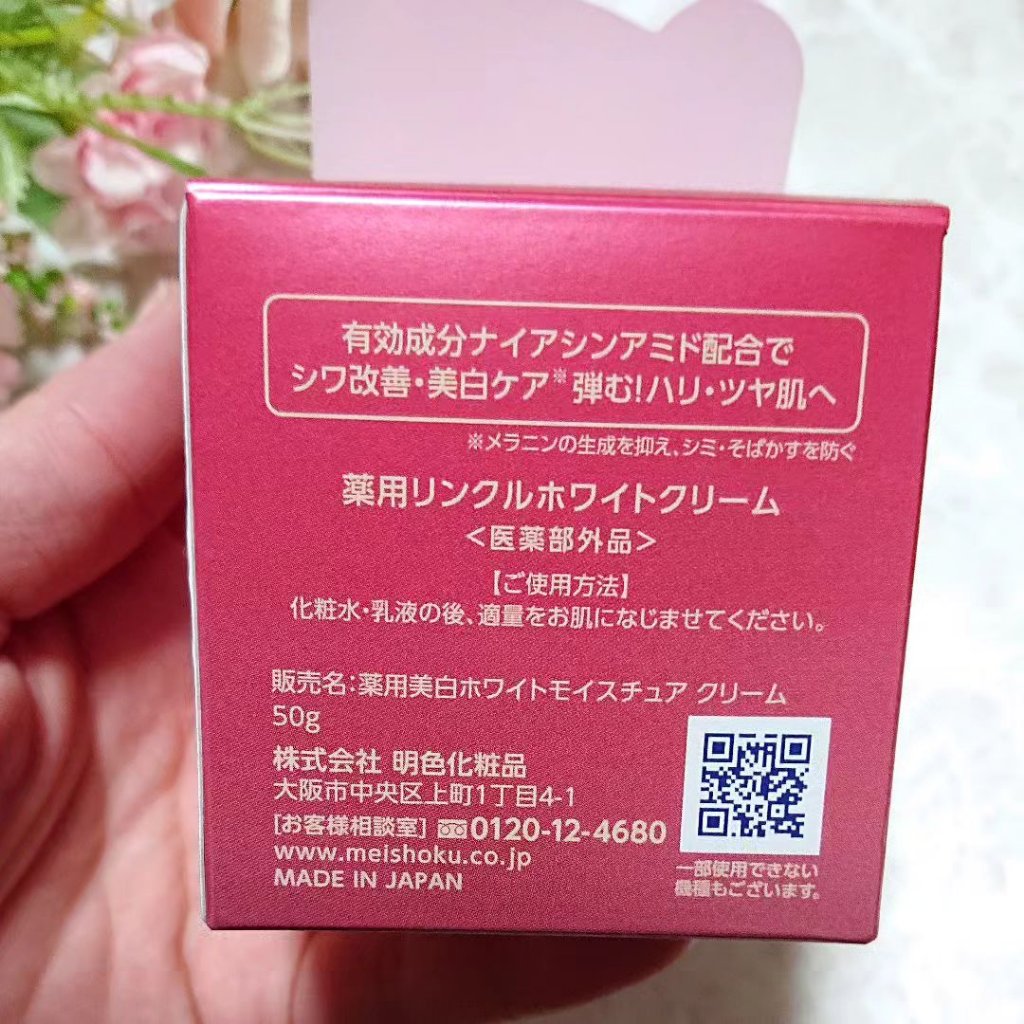 有効成分ナイアシンアミド配合で
シワ改善・美白ケア※弾む!ハリ・ツヤ肌へ
※メラニンの生成を抑え、シミ・そばかすを防ぐ
薬用リンクルホワイトクリーム
<医薬部外品>
【ご使用方法】
化粧水・乳液の後、適量をお肌になじませてください。
販売名:薬用美白ホワイトモイスチュア クリーム
50g
株式会社 明色化粧品
大阪市中央区上町1丁目4-1
[お客様相談室] 0120-12-4680
www.meishoku.co.jp
MADE IN JAPAN
一部使用できない
機種もございます。